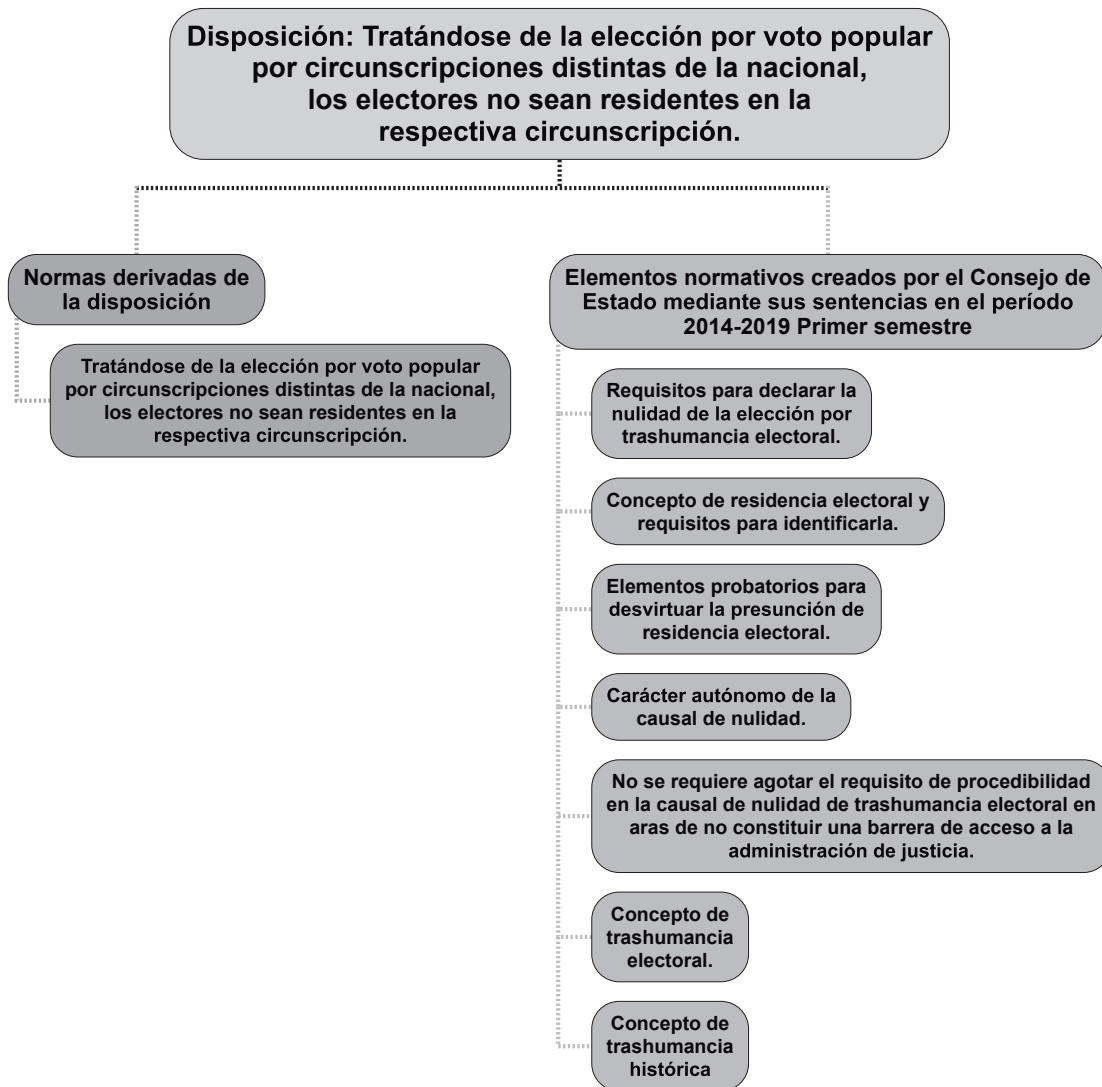 Disposición: Tratándose de la elección por voto popular
por circunscripciones distintas de la nacional,
los electores no sean residentes en la
respectiva circunscripción.
Normas derivadas de
la disposición
Tratándose de la elección por voto popular
por circunscripciones distintas de la nacional,
los electores no sean residentes en la
respectiva circunscripción.
Elementos normativos creados por el Consejo de
Estado mediante sus sentencias en el período
2014-2019 Primer semestre
Requisitos para declarar la
nulidad de la elección por
trashumancia electoral.
Concepto de residencia electoral y
requisitos para identificarla.
Elementos probatorios para
desvirtuar la presunción de
residencia electoral.
Carácter autónomo de la
causal de nulidad.
No se requiere agotar el requisito de procedibilidad
en la causal de nulidad de trashumancia electoral en
aras de no constituir una barrera de acceso a la
administración de justicia.
Concepto de
trashumancia
electoral.
Concepto de
trashumancia
histórica